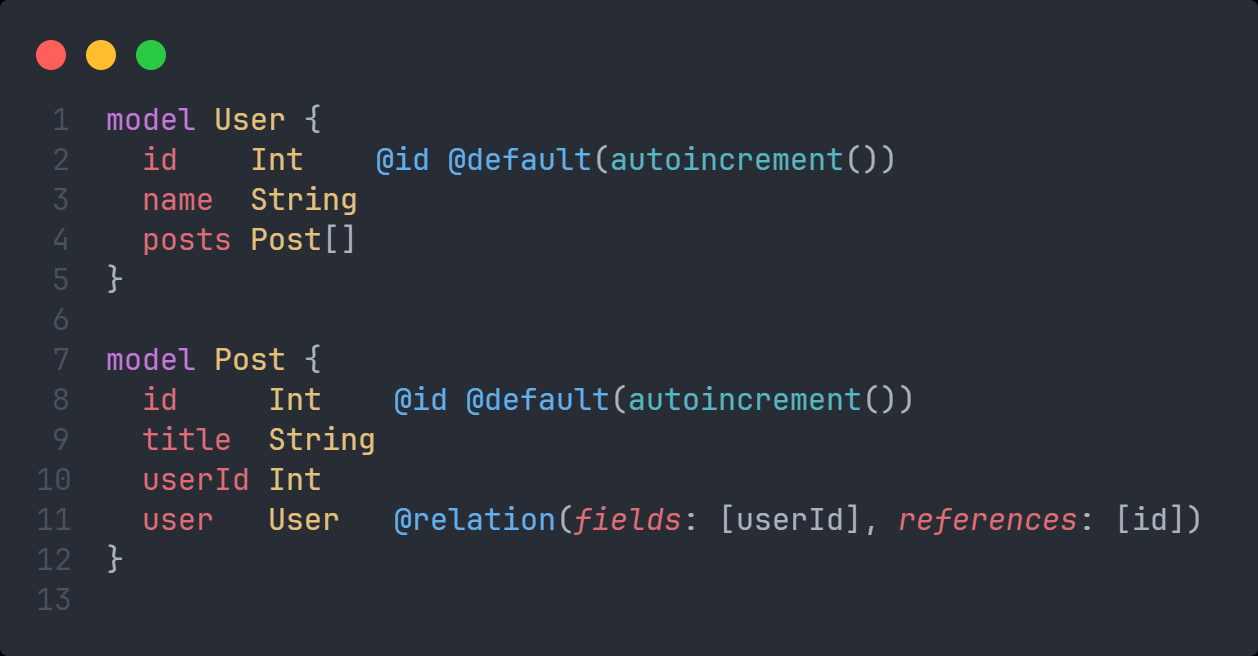 1 model User {
2   id    Int    @id @default(autoincrement())
3   name  String
4   posts Post[]
5 }
6
7 model Post {
8   id     Int    @id @default(autoincrement())
9   title  String
10   userId Int
11   user   User   @relation(fields: [userId], references: [id])
12 }
13